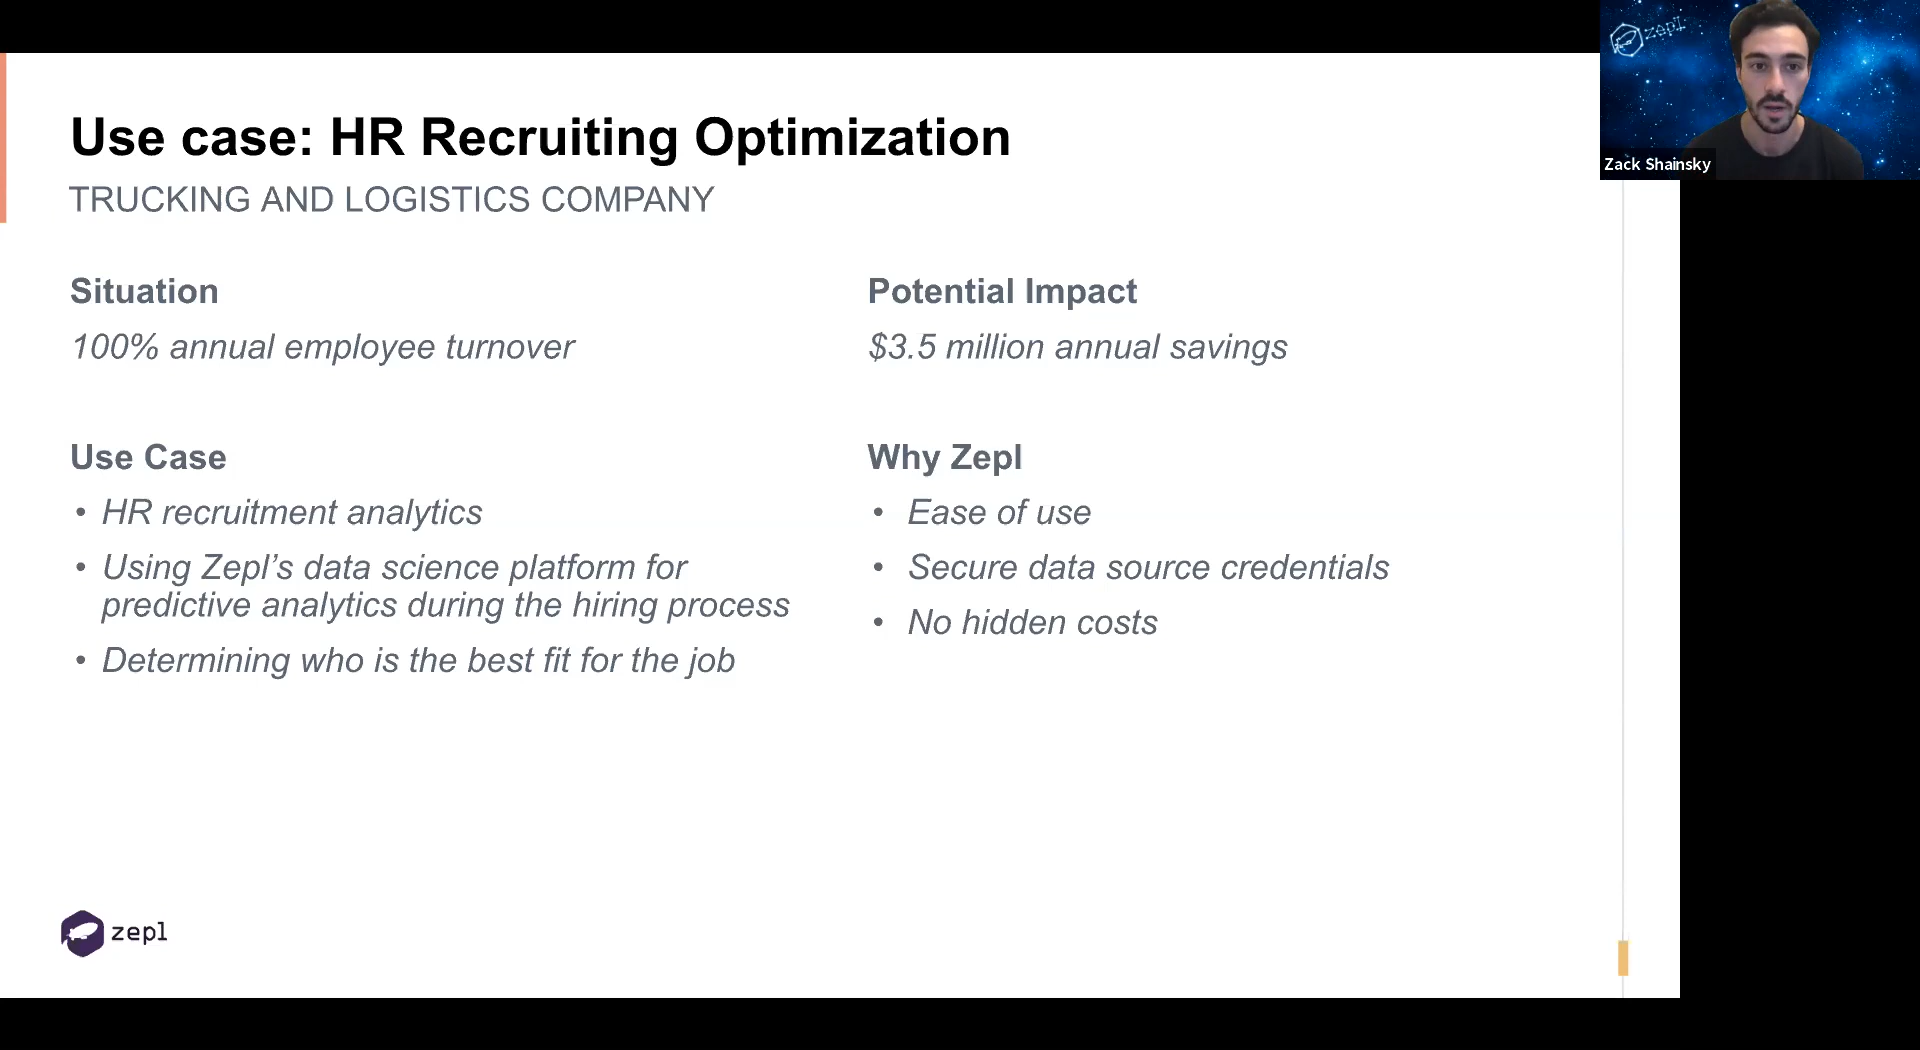 Use case: HR Recruiting Optimization
TRUCKING AND LOGISTICS COMPANY
Situation
100% annual employee turnover
Use Case
• HR recruitment analytics
• Using Zepl’s data science platform for
predictive analytics during the hiring process
• Determining who is the best fit for the job
Potential Impact
$3.5 million annual savings
Why Zepl
• Ease of use
• Secure data source credentials
• No hidden costs
zepl
zepl
Zack Shainsky